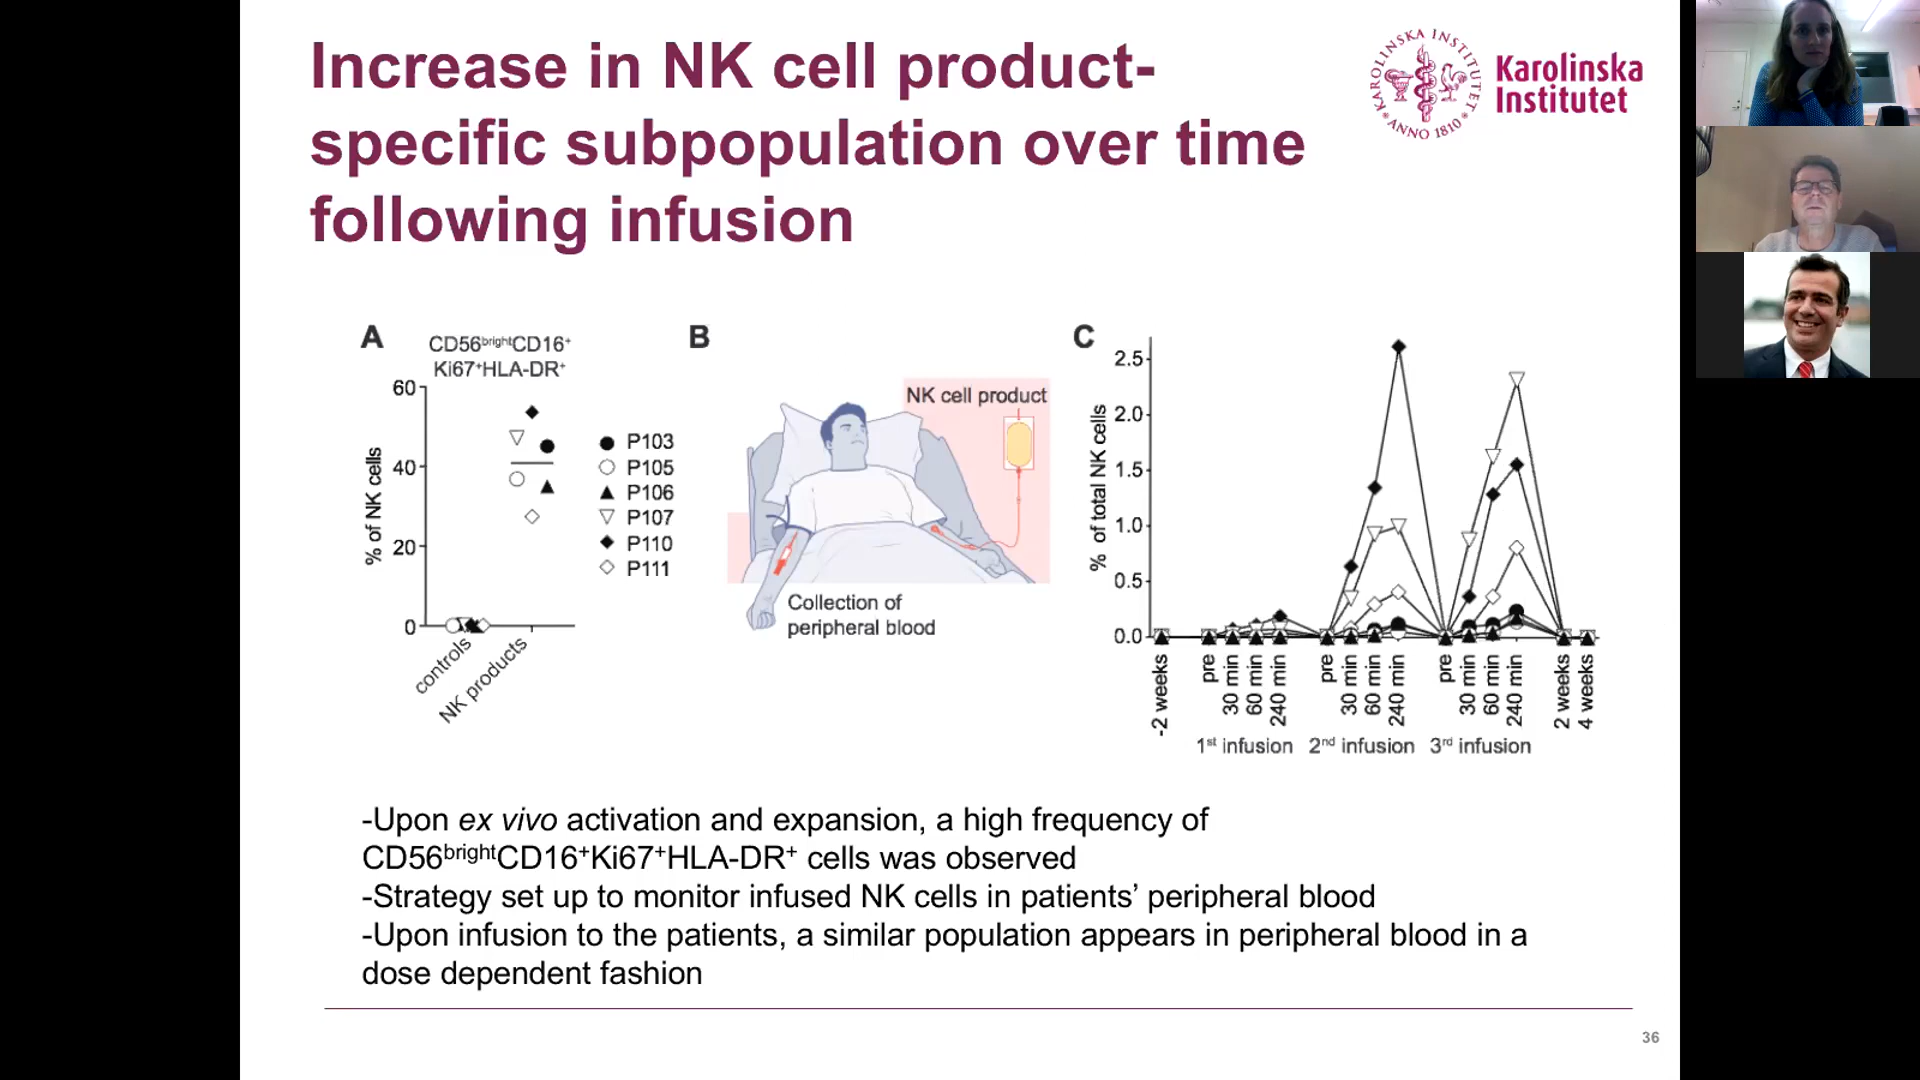 Increase in NK cell product-
specific subpopulation over time
following infusion
KAROLINSKA INSTITUTET
ANNO 1810
Karolinska
Institutet
A
CD56brightCD16+
Ki67+HLA-DR+
% of NK cells
60
40
20
0
controls
NK products
P103
P105
P106
P107
P110
P111
B
NK cell product
Collection of
peripheral blood
C
% of total NK cells
2.5
2.0
1.5
1.0
0.5
0.0
-2 weeks
pre
30 min
60 min
240 min
pre
30 min
60 min
240 min
pre
30 min
60 min
240 min
2 weeks
4 weeks
1st infusion
2nd infusion
3rd infusion
-Upon ex vivo activation and expansion, a high frequency of
CD56brightCD16+Ki67+HLA-DR+ cells was observed
-Strategy set up to monitor infused NK cells in patients’ peripheral blood
-Upon infusion to the patients, a similar population appears in peripheral blood in a
dose dependent fashion
36